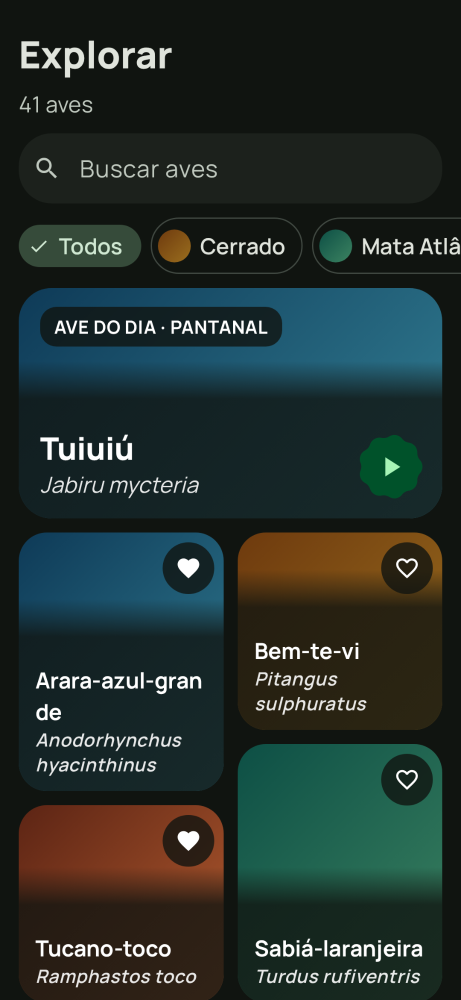 Explorar
41 aves
Buscar aves
Todos
Cerrado
Mata Atlâ
AVE DO DIA · PANTANAL
Tuiuiú
Jabiru mycteria
Arara-azul-gran
de
Anodorhynchus
hyacinthinus
Bem-te-vi
Pitangus
sulphuratus
Tucano-toco
Ramphastos toco
Sabiá-laranjeira
Turdus rufiventris